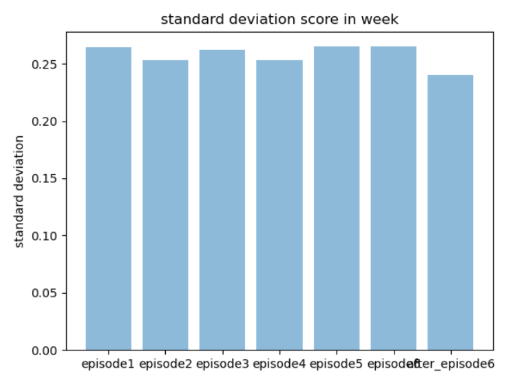 standard deviation score in week
standard deviation
0.25
0.20
0.15
0.10
0.05
0.00
episode1 episode2 episode3 episode4 episode5 episode6 after_episode6